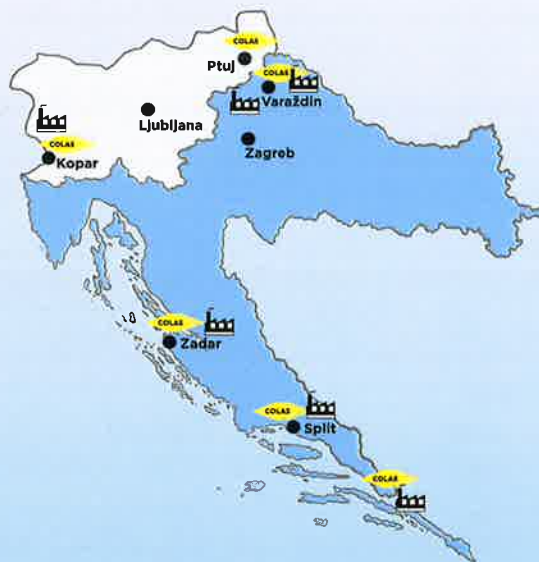 COLAS
Ptuj
COLAS
Varaždin
Ljubljana
Zagreb
COLAS
Kopar
COLAS
Zadar
COLAS
Split
COLAS